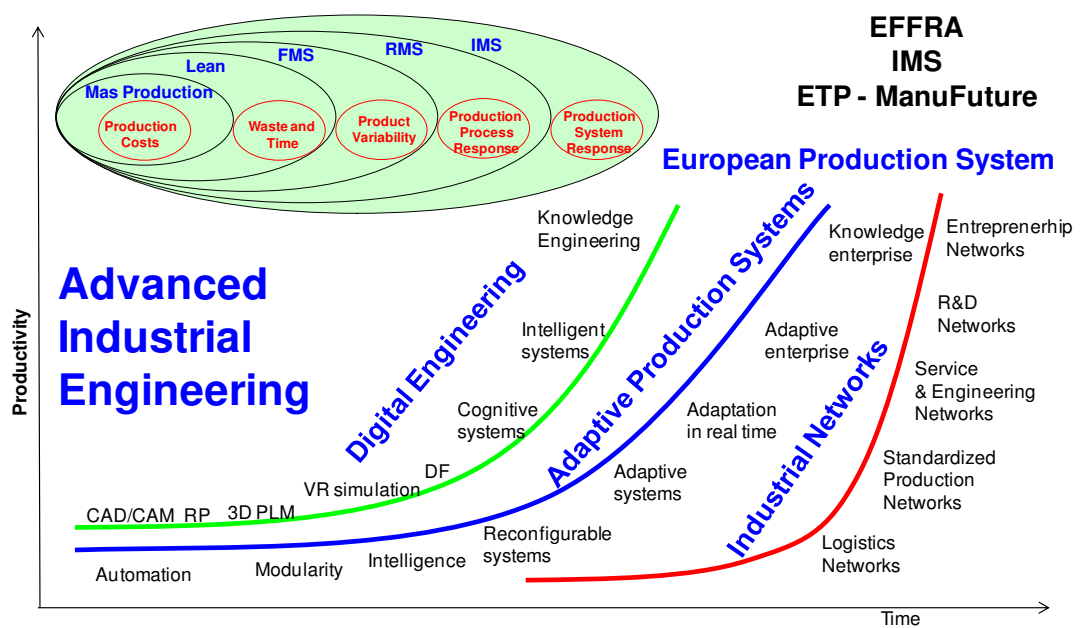 EFFRA
IMS
ETP - ManuFuture
European Production System
IMS
RMS
FMS
Lean
Mas Production
Production
Costs
Waste and
Time
Product
Variability
Production
Process
Response
Production
System
Response
Advanced
Industrial
Engineering
Productivity
Digital Engineering
Adaptive Production Systems
Industrial Networks
Knowledge
Engineering
Intelligent
systems
Cognitive
systems
DF
VR simulation
3D PLM
CAD/CAM RP
Knowledge
enterprise
Adaptive
enterprise
Adaptation
in real time
Adaptive
systems
Reconfigurable
systems
Intelligence
Modularity
Automation
Entreprenerhip
Networks
R&D
Networks
Service
& Engineering
Networks
Standardized
Production
Networks
Logistics
Networks
Time